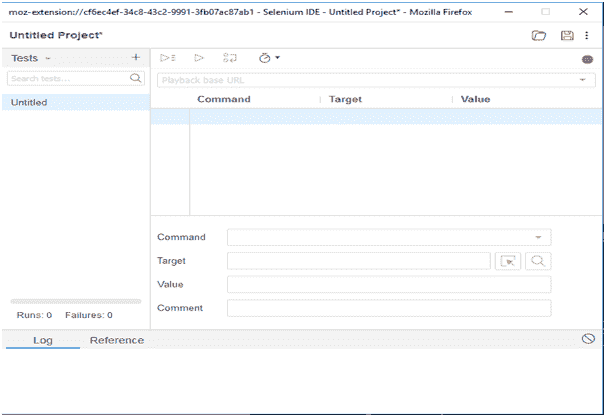 moz-extension://cf6ec4ef-34c8-43c2-9991-3fb07ac87ab1 - Selenium IDE - Untitled Project* - Mozilla Firefox
Untitled Project*
Tests
Search tests...
Playback base URL
Command Target Value
Untitled
Command
Target
Value
Comment
Runs: 0 Failures: 0
Log Reference